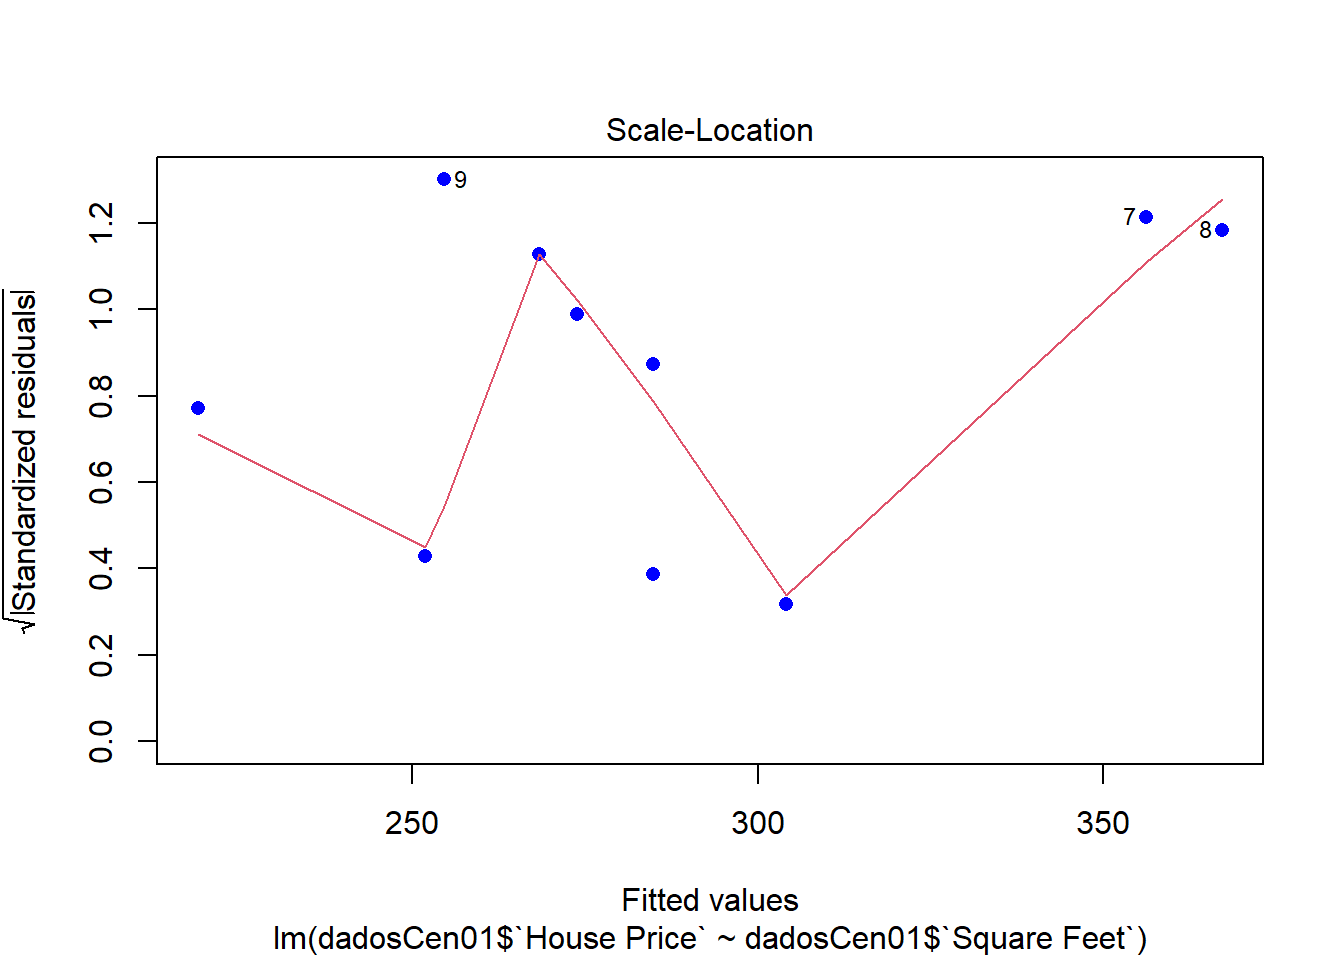 Scale-Location
√|Standardized residuals|
1.2
1.0
0.8
0.6
0.4
0.2
0.0
9
7
8
250 300 350
Fitted values
lm(dadosCen01$`House Price` ~ dadosCen01$`Square Feet`)